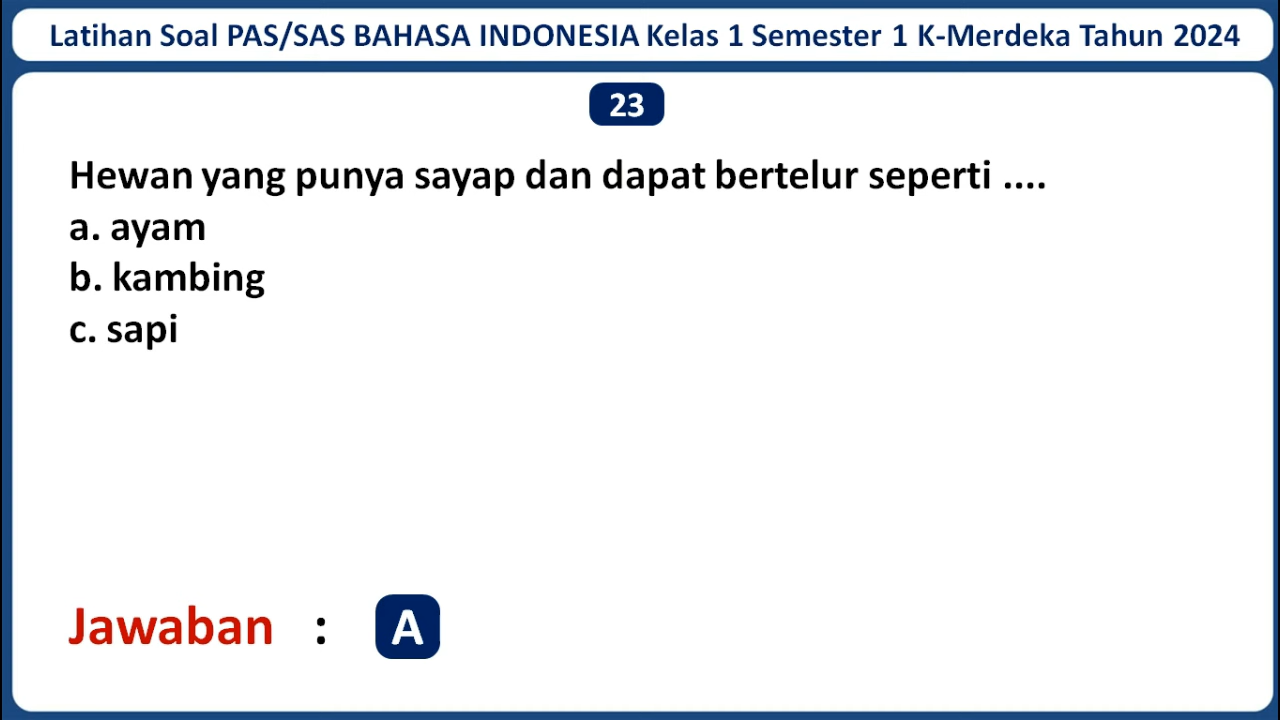 Latihan Soal PAS/SAS BAHASA INDONESIA Kelas 1 Semester 1 K-Merdeka Tahun 2024
23
Hewan yang punya sayap dan dapat bertelur seperti ....
a. ayam
b. kambing
c. sapi
Jawaban : A